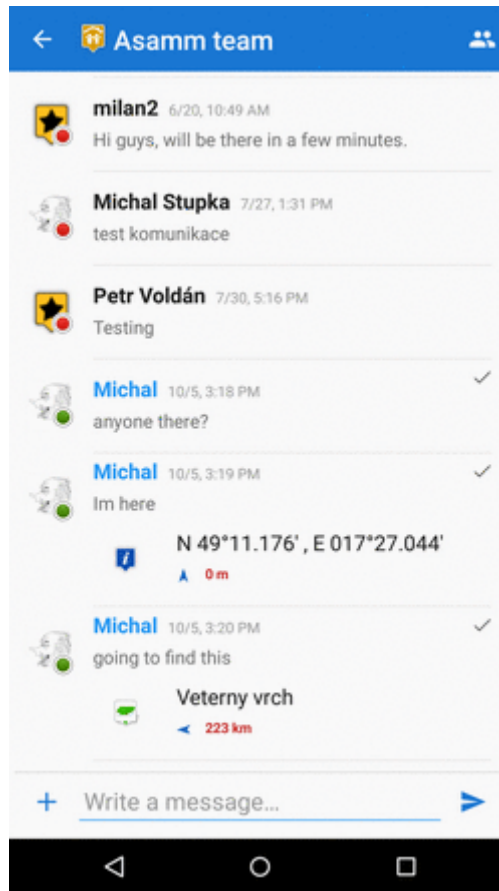 Asamm team
milan2 6/20, 10:49 AM
Hi guys, will be there in a few minutes.
Michal Stupka 7/27, 1:31 PM
test komunikace
Petr Voldán 7/30, 5:16 PM
Testing
Michal 10/5, 3:18 PM
anyone there?
Michal 10/5, 3:19 PM
Im here
N 49°11.176' , E 017°27.044'
0 m
Michal 10/5, 3:20 PM
going to find this
Veterny vrch
223 km
Write a message...